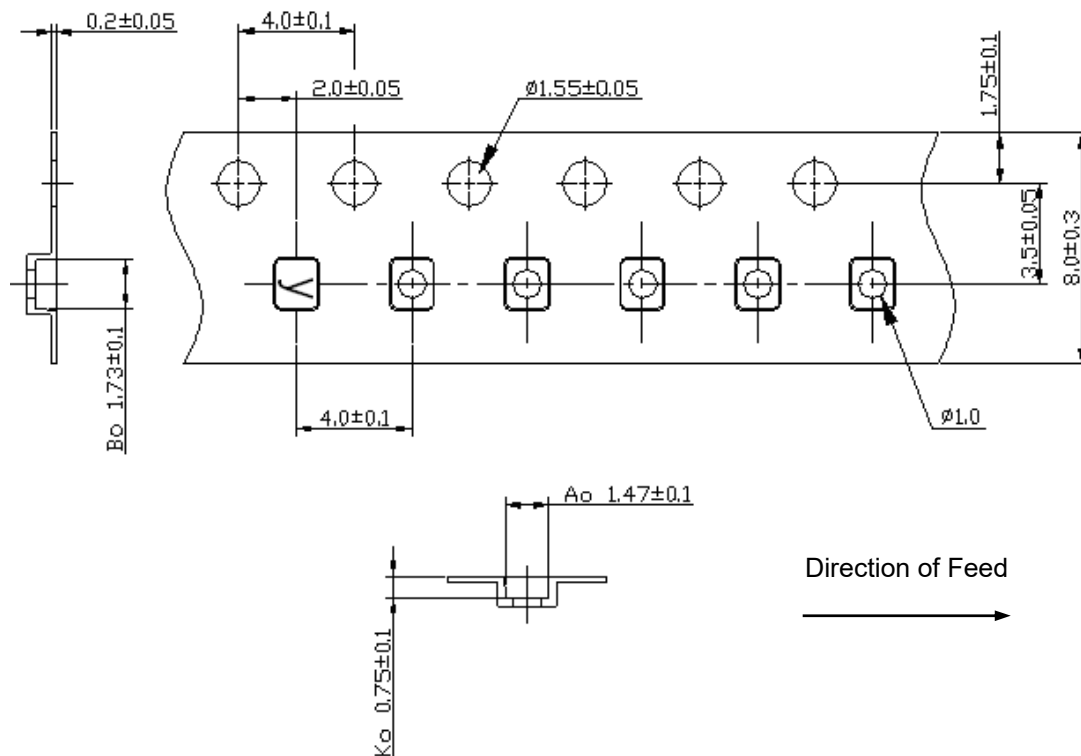 0.2±0.05
4.0±0.1
2.0±0.05
ø1.55±0.05
1.75±0.1
3.5±0.05
8.0±0.3
y
Bo 1.73±0.1
4.0±0.1
ø1.0
Ao 1.47±0.1
Ko 0.75±0.1
Direction of Feed